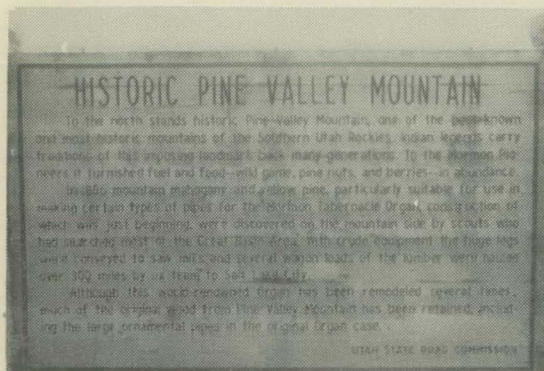 HISTORIC PINE VALLEY MOUNTAIN
To the north stands historic Pine Valley Mountain, one of the best known
and most historic mountains of the Southern Utah Rockies. Indian legends carry
traditions of this imposing landmark back many generations. To the Mormon Pio-
neers it furnished fuel and food—wild game, pine nuts, and berries—in abundance.
In mountain mahogany and yellow pine, particularly suitable for use in
making certain types of pipes for the Mormon Tabernacle Organ, construction of
which was just beginning, were discovered on the mountain side by scouts who
had searched most of the Great Basin Area. With crude equipment the huge logs
were conveyed to saw mills and several wagon loads of the lumber were hauled
over 300 miles by ox team to Salt Lake City.
Although this world-renowned Organ has been remodeled several times,
much of the original wood from Pine Valley Mountain has been retained, includ-
ing the large ornamental pipes in the original Organ case.
UTAH STATE ROAD COMMISSION